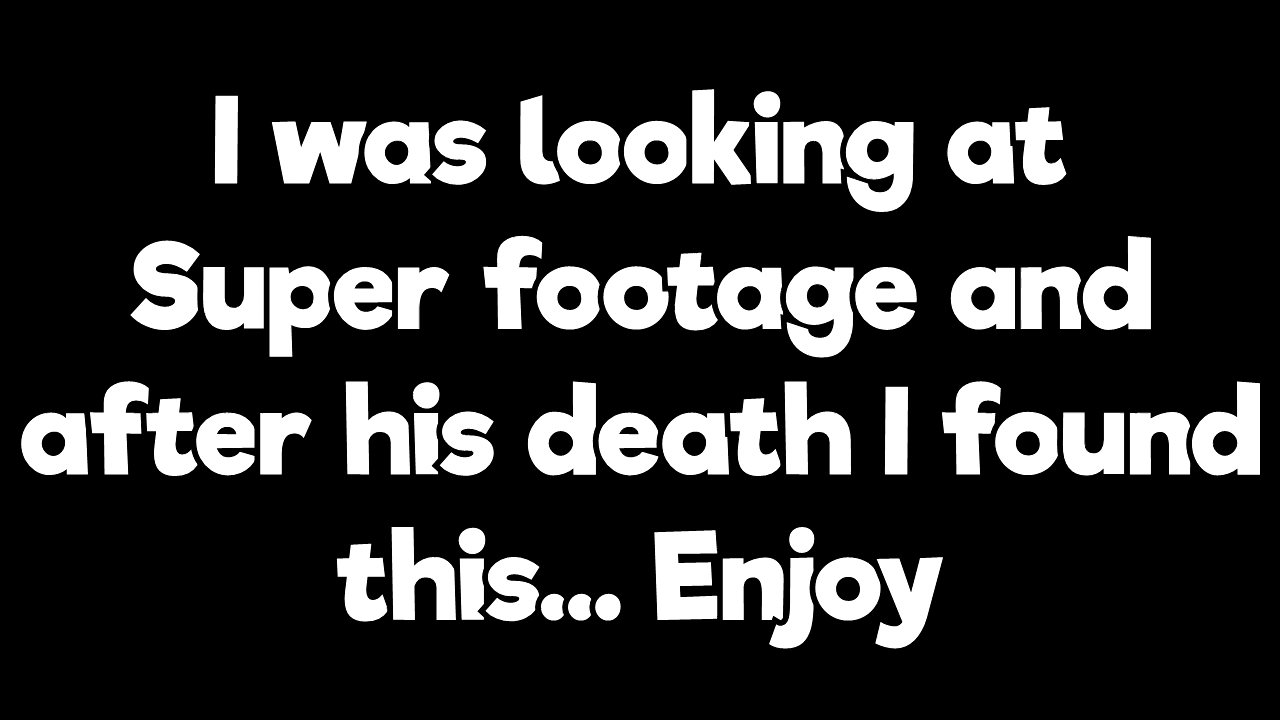 I was looking at
Super footage and
after his death I found
this... Enjoy